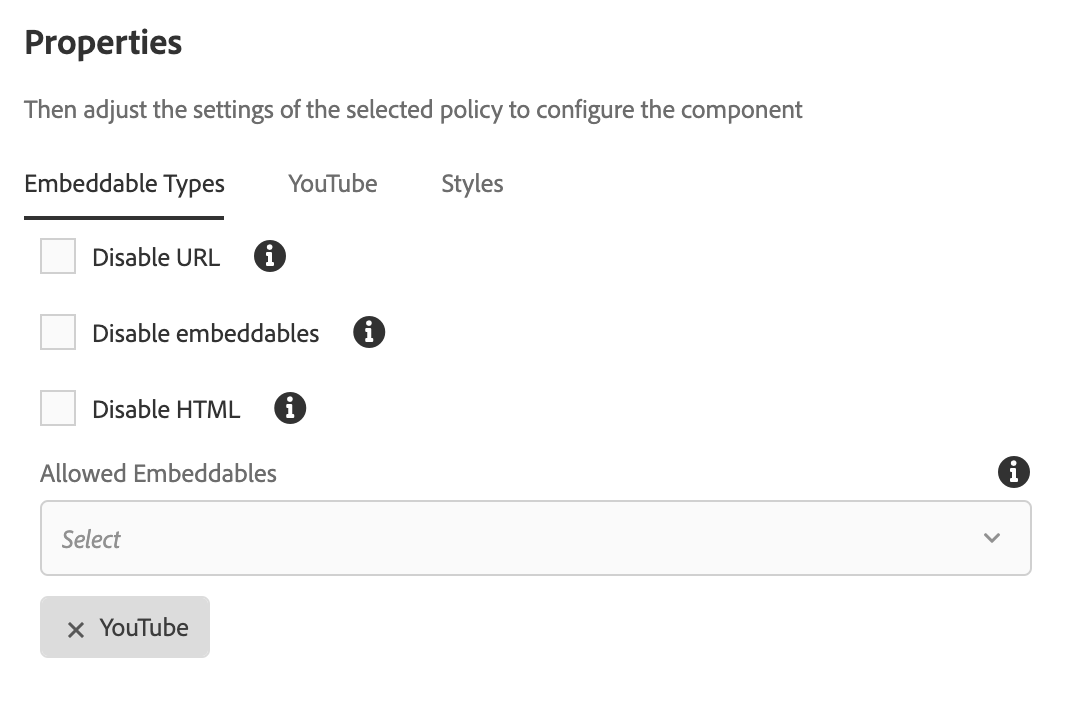 Properties
Then adjust the settings of the selected policy to configure the component
Embeddable Types YouTube Styles
Disable URL
Disable embeddables
Disable HTML
Allowed Embeddables
Select
YouTube